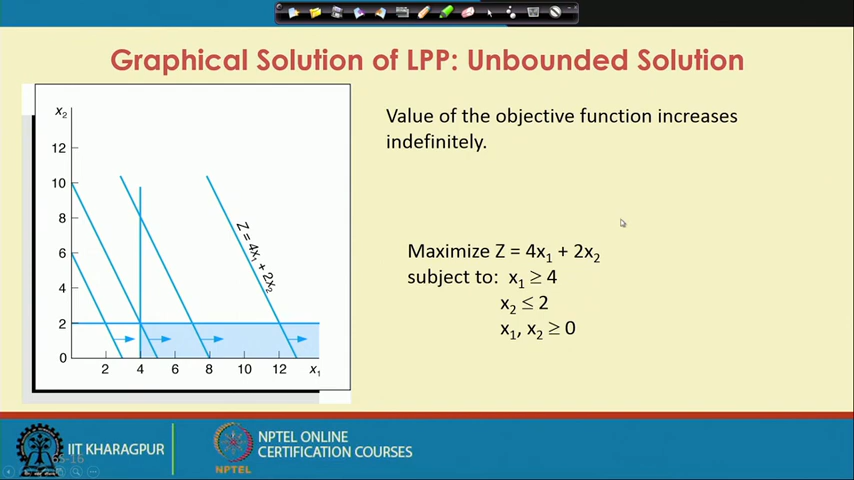 Graphical Solution of LPP: Unbounded Solution
Value of the objective function increases
indefinitely.
x₂
12
10
8
6
4
2
0
2 4 6 8 10 12 x₁
Z = 4x₁ + 2x₂
Maximize Z = 4x₁ + 2x₂
subject to: x₁ ≥ 4
x₂ ≤ 2
x₁, x₂ ≥ 0
IIT KHARAGPUR
NPTEL
NPTEL ONLINE
CERTIFICATION COURSES